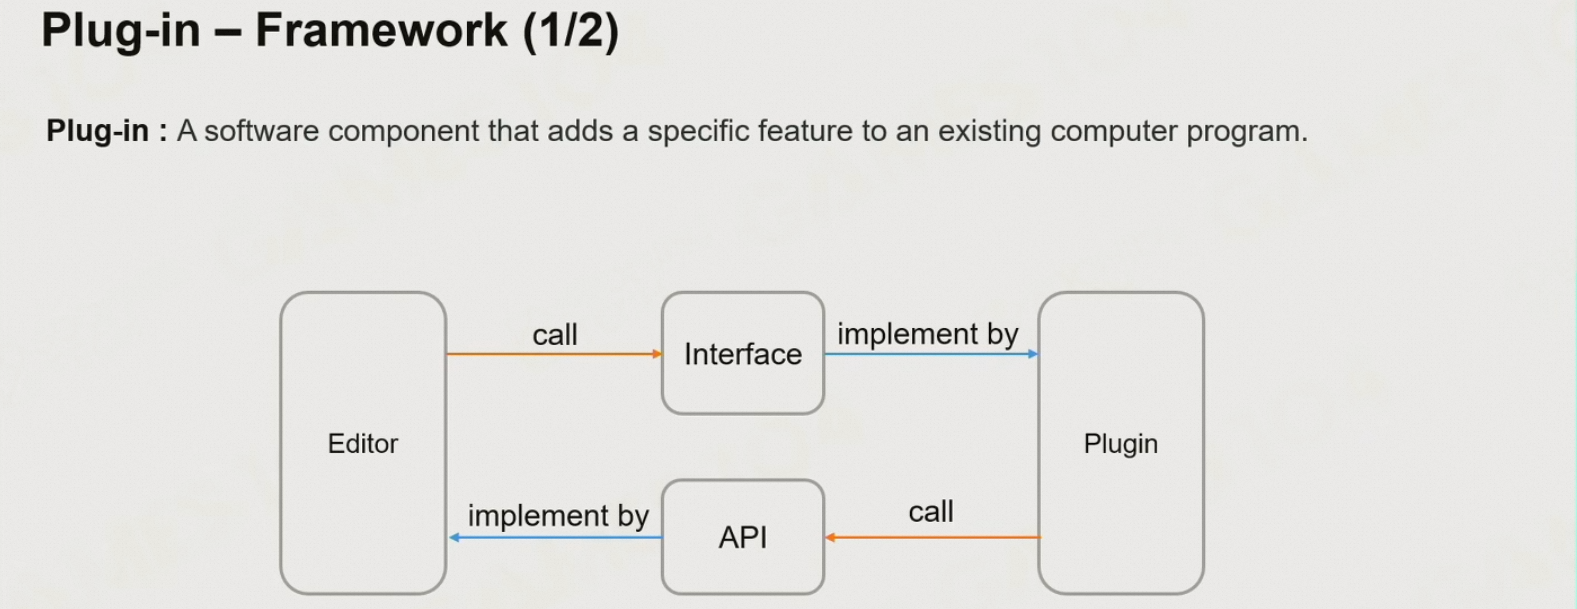 Plug-in – Framework (1/2)
Plug-in : A software component that adds a specific feature to an existing computer program.
call
implement by
Interface
Editor
Plugin
implement by
call
API